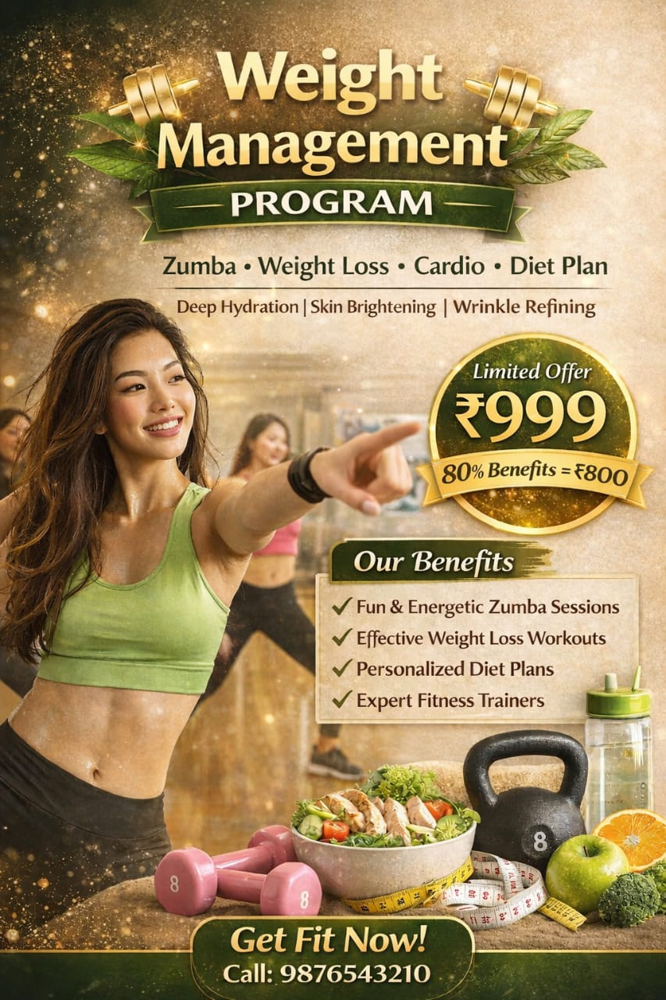 Weight
Management
PROGRAM
Zumba • Weight Loss • Cardio • Diet Plan
Deep Hydration | Skin Brightening | Wrinkle Refining
Limited Offer
₹999
80% Benefits = ₹800
Our Benefits
✓ Fun & Energetic Zumba Sessions
✓ Effective Weight Loss Workouts
✓ Personalized Diet Plans
✓ Expert Fitness Trainers
8
8
8
Get Fit Now!
Call: 9876543210